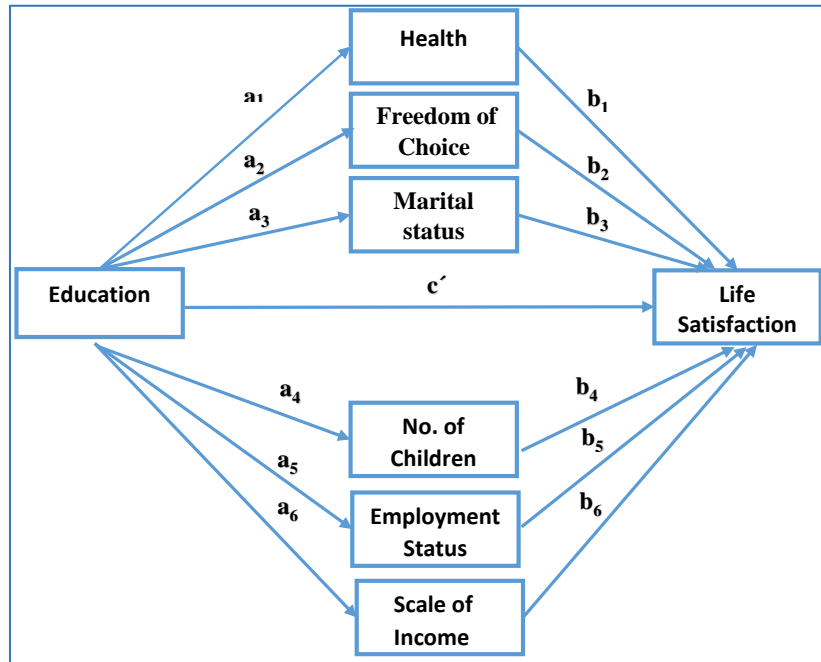 Health
a₁
b₁
Freedom of
Choice
a₂
b₂
Marital
status
a₃
b₃
Education
c´
Life
Satisfaction
a₄
b₄
No. of
Children
a₅
b₅
Employment
Status
a₆
b₆
Scale of
Income